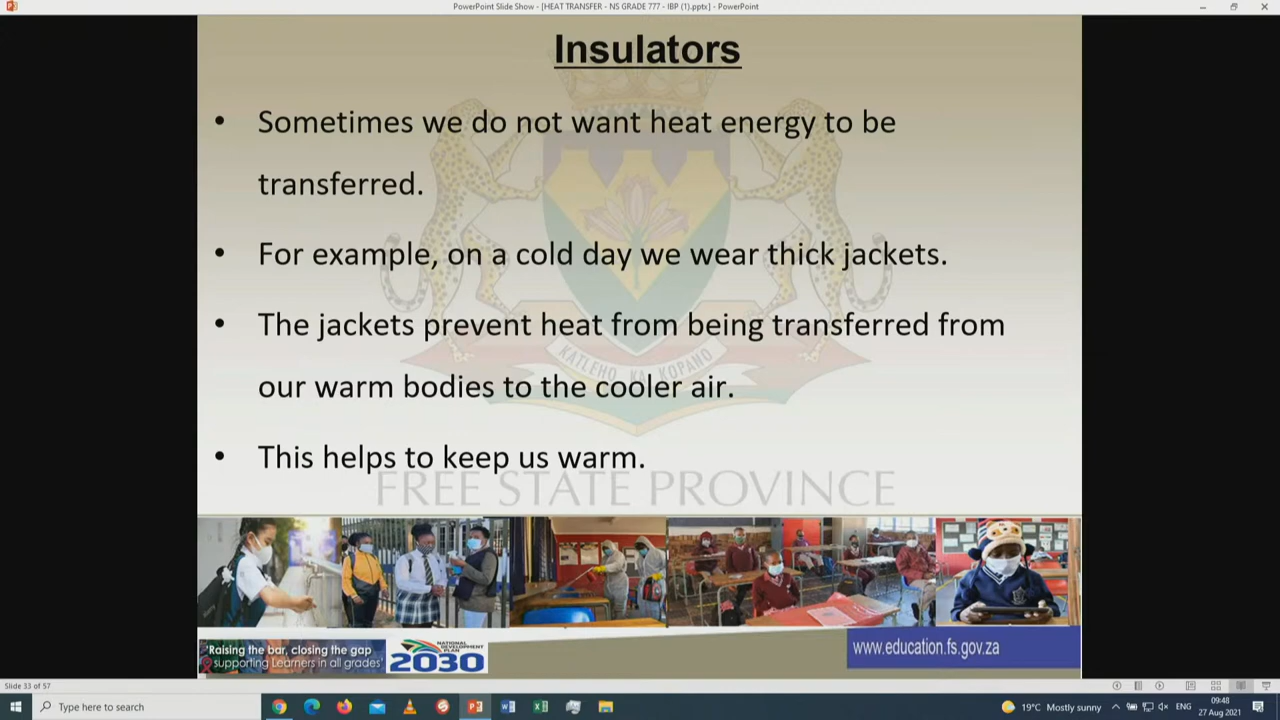 PowerPoint Slide Show - [HEAT TRANSFER - NS GRADE 777 - IBP (1).pptx] - PowerPoint
Insulators
• Sometimes we do not want heat energy to be
transferred.
• For example, on a cold day we wear thick jackets.
• The jackets prevent heat from being transferred from
our warm bodies to the cooler air.
• This helps to keep us warm.
KATLEHO KA KOPANO
FREE STATE PROVINCE
Raising the bar, closing the gap
supporting Learners in all grades'
NATIONAL
DEVELOPMENT
PLAN
2030
www.education.fs.gov.za
Slide 33 of 57
Type here to search
19°C Mostly sunny
ENG
09:48
27 Aug 2021